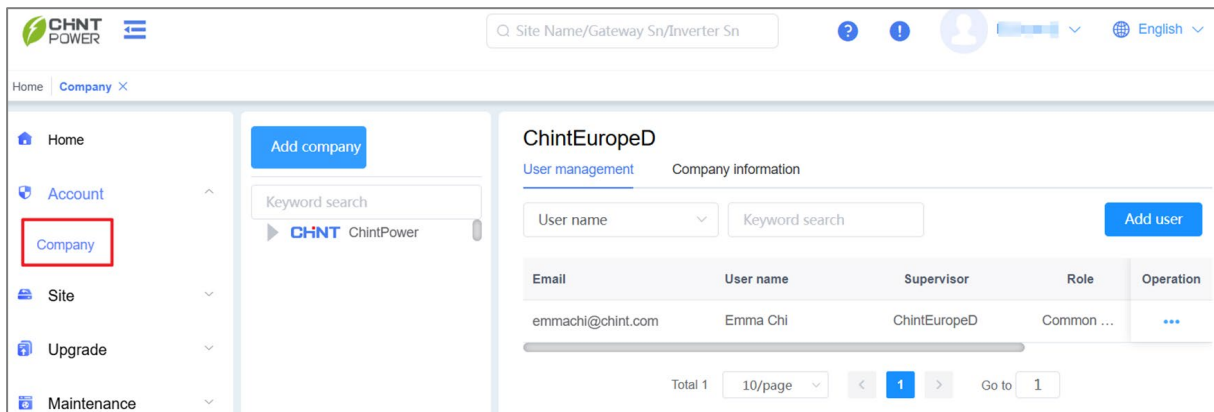 CHNT
POWER
Site Name/Gateway Sn/Inverter Sn
?
!
English
Home
Company ×
Home
Account
Company
Site
Upgrade
Maintenance
Add company
Keyword search
CHNT ChintPower
ChintEuropeD
User management Company information
User name Keyword search Add user
Email User name Supervisor Role Operation
emmachi@chint.com Emma Chi ChintEuropeD Common ... •••
Total 1 10/page < 1 > Go to 1